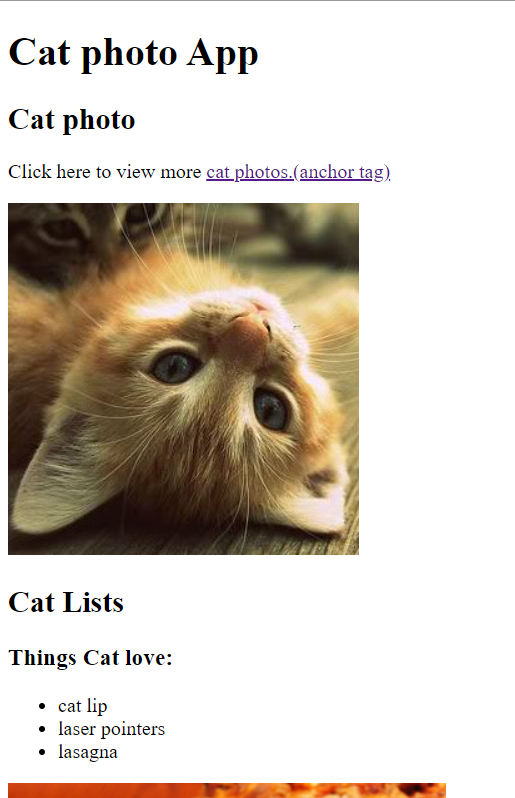 Cat photo App
Cat photo
Click here to view more cat photos.(anchor tag)
Cat Lists
Things Cat love:
cat lip
laser pointers
lasagna